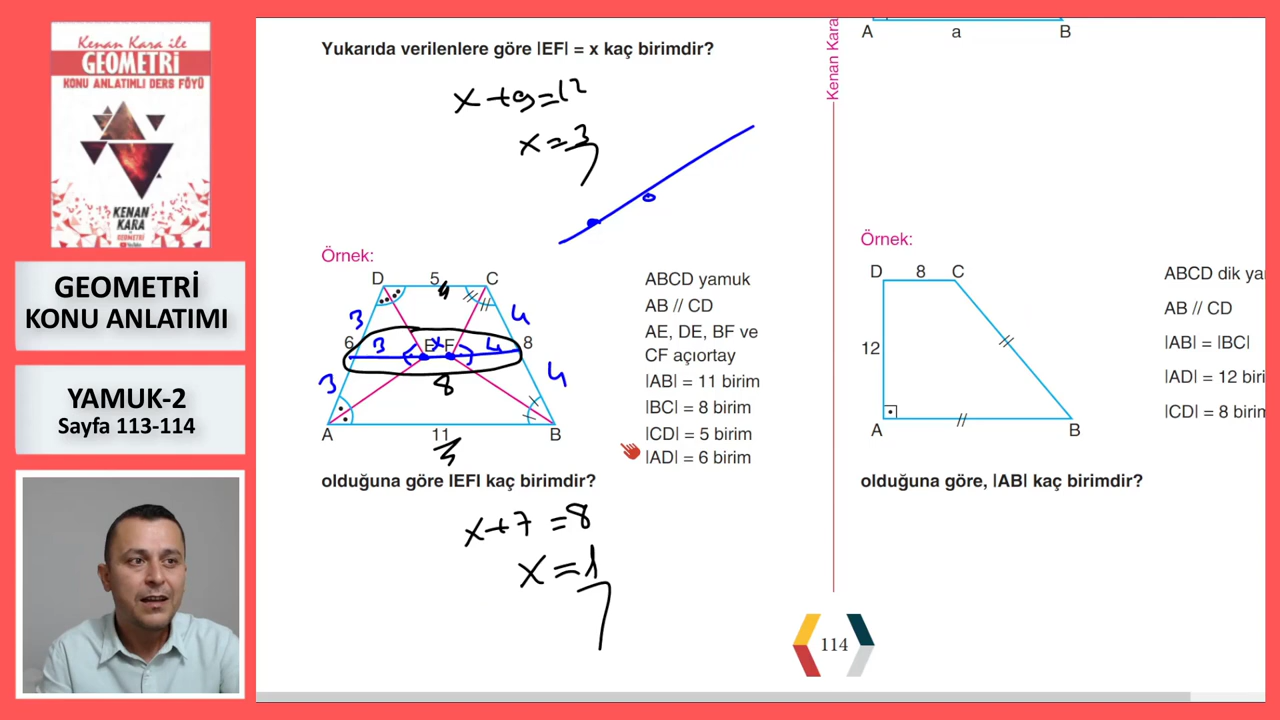 Kenan Kara ile
GEOMETRİ
KONU ANLATIMLI DERS FÖYÜ
KENAN
KARA
GEOMETRİ
GEOMETRİ
KONU ANLATIMI
YAMUK-2
Sayfa 113-114
Yukarıda verilenlere göre |EF| = x kaç birimdir?
x+9=12
x=3
Örnek:
D 5 C
4
3 4
6 3 E x F 4 8
3 8 4
A 11 B
ABCD yamuk
AB // CD
AE, DE, BF ve
CF açıortay
|AB| = 11 birim
|BC| = 8 birim
|CD| = 5 birim
|AD| = 6 birim
olduğuna göre IEFI kaç birimdir?
x+7=8
x=1
Kenan Kara
A a B
Örnek:
D 8 C
12
A B
ABCD dik ya
AB // CD
|AB| = |BC|
|AD| = 12 biri
|CD| = 8 birim
olduğuna göre, |AB| kaç birimdir?
114